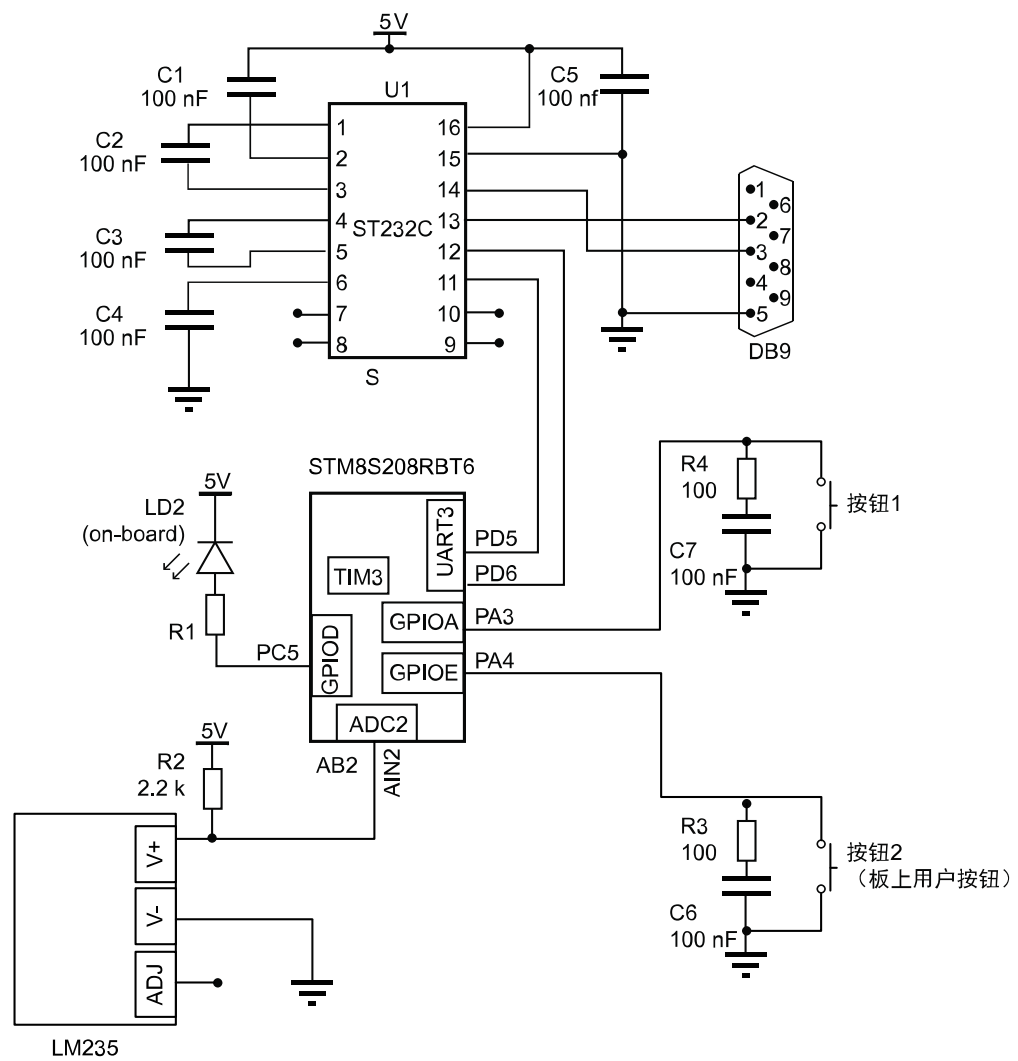 5V
C1
100 nF
C5
100 nf
U1
C2
100 nF
1
2
3
4
5
6
7
8
ST232C
16
15
14
13
12
11
10
9
C3
100 nF
C4
100 nF
S
1
6
2
7
3
8
4
9
5
DB9
STM8S208RBT6
5V
LD2
(on-board)
R1
PC5
UART3
TIM3
GPIOA
GPIOD
GPIOE
ADC2
PD5
PD6
PA3
PA4
AB2
AIN2
R4
100
C7
100 nF
按钮1
5V
R2
2.2 k
V+
V-
ADJ
LM235
R3
100
C6
100 nF
按钮2
（板上用户按钮）